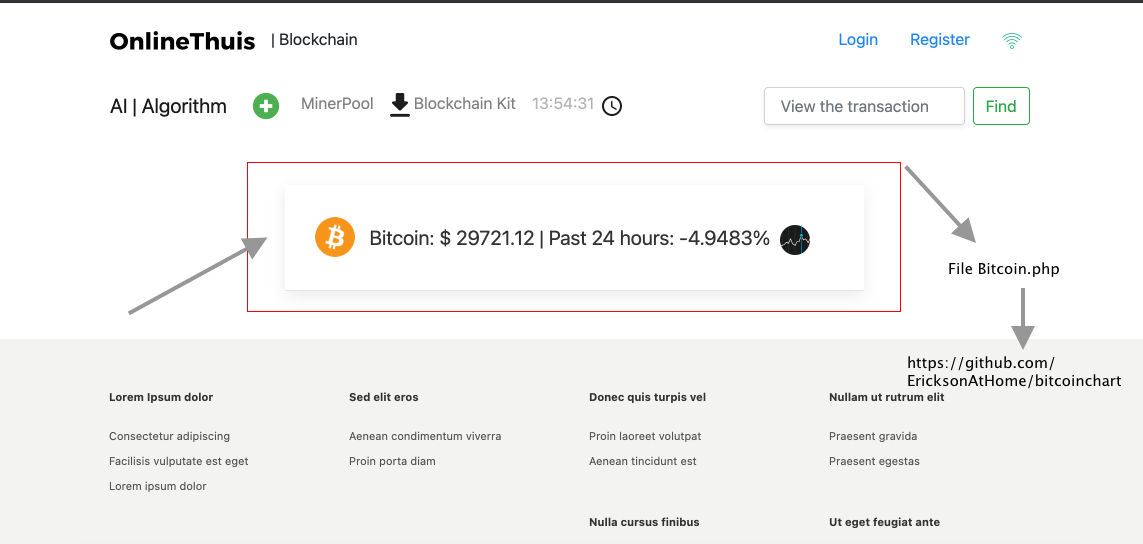 OnlineThuis | Blockchain
Login Register
AI | Algorithm MinerPool Blockchain Kit 13:54:31 View the transaction Find
Bitcoin: $ 29721.12 | Past 24 hours: -4.9483%
File Bitcoin.php
https://github.com/
EricksonAtHome/bitcoinchart
Lorem Ipsum dolor
Consectetur adipiscing
Facilisis vulputate est eget
Lorem ipsum dolor
Sed elit eros
Aenean condimentum viverra
Proin porta diam
Donec quis turpis vel
Proin laoreet volutpat
Aenean tincidunt est
Nulla cursus finibus
Nullam ut rutrum elit
Praesent gravida
Praesent egestas
Ut eget feugiat ante